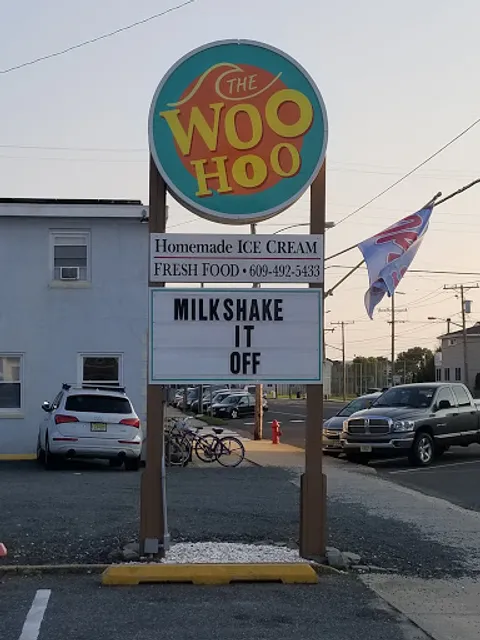 THE
WOO
HOO
Homemade ICE CREAM
FRESH FOOD • 609-492-5433
MILKSHAKE
IT
OFF